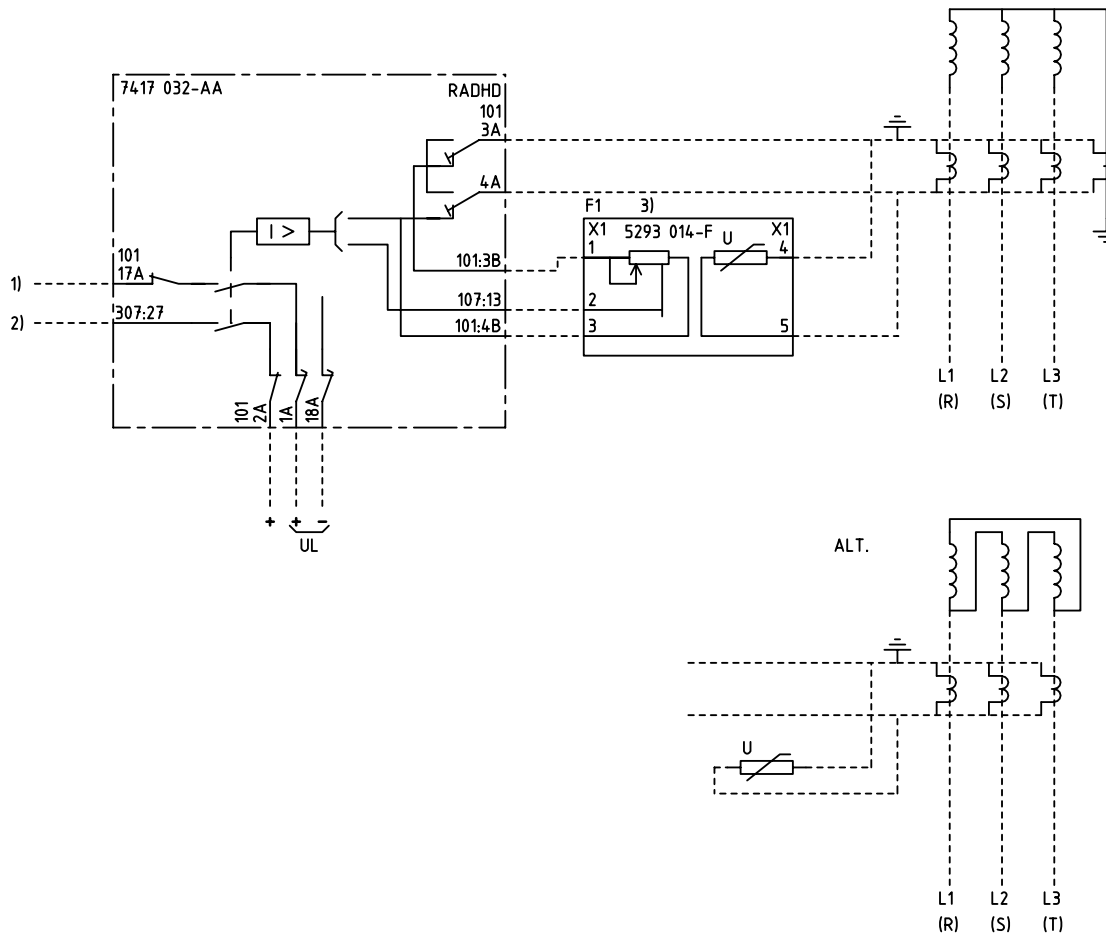 7417 032-AA
RADHD
101
3A
4A
F1 3)
X1 5293 014-F X1
1 U 4
I >
101:3B
101
17A
1)
107:13
2
307:27
2)
101:4B
3 5
101
2A
1A
18A
L1 L2 L3
(R) (S) (T)
+ + -
UL
ALT.
U
L1 L2 L3
(R) (S) (T)